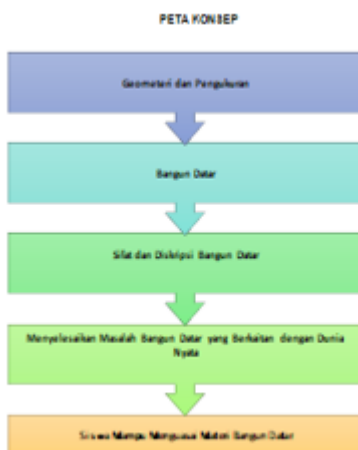 PETA KONSEP
Geometeri dan Pengukuran
Bangun Datar
Sifat dan Diskripsi Bangun Datar
Menyelesaikan Masalah Bangun Datar yang Berkaitan dengan Dunia
Nyata
Siswa Mampu Menguasai Materi Bangun Datar